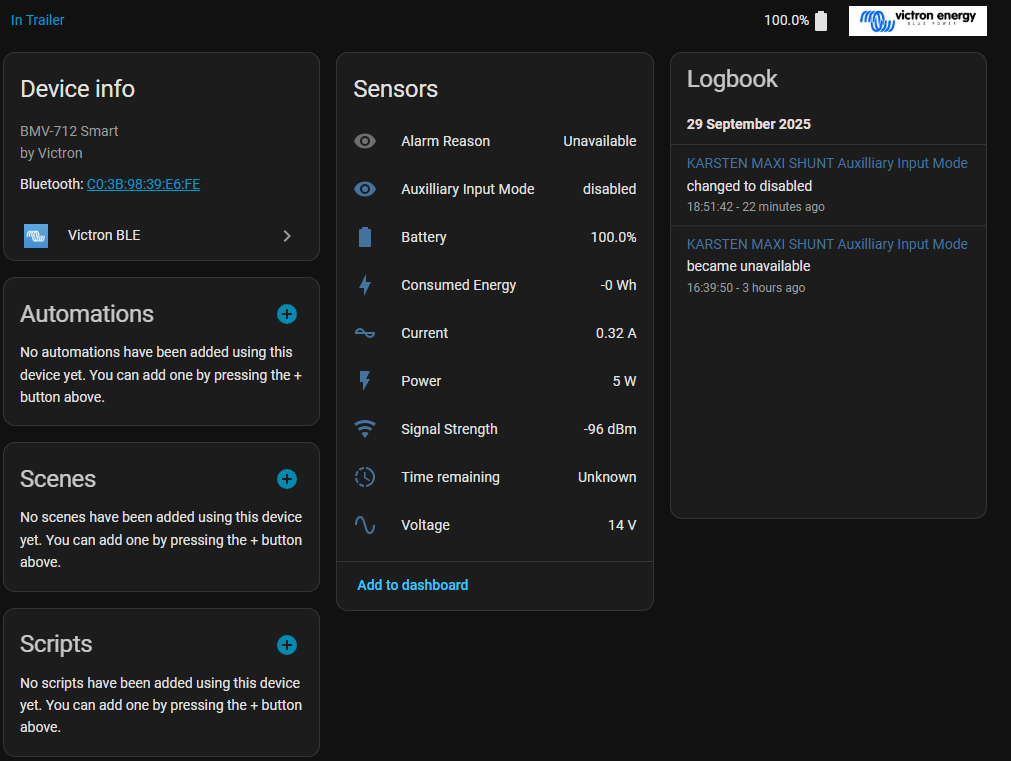 In Trailer
100.0%
victron energy
BLUE POWER
Device info
BMV-712 Smart
by Victron
Bluetooth: C0:3B:98:39:E6:FE
Victron BLE
Automations
No automations have been added using this
device yet. You can add one by pressing the +
button above.
Scenes
No scenes have been added using this device
yet. You can add one by pressing the + button
above.
Scripts
No scripts have been added using this device
yet. You can add one by pressing the + button
above.
Sensors
Alarm Reason Unavailable
Auxilliary Input Mode disabled
Battery 100.0%
Consumed Energy -0 Wh
Current 0.32 A
Power 5 W
Signal Strength -96 dBm
Time remaining Unknown
Voltage 14 V
Add to dashboard
Logbook
29 September 2025
KARSTEN MAXI SHUNT Auxilliary Input Mode
changed to disabled
18:51:42 - 22 minutes ago
KARSTEN MAXI SHUNT Auxilliary Input Mode
became unavailable
16:39:50 - 3 hours ago